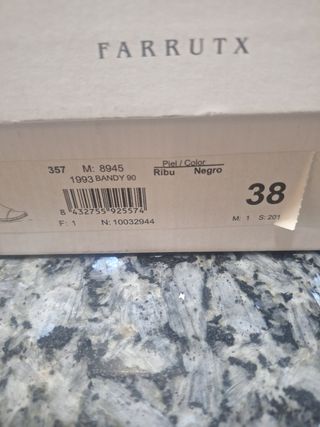 FARRUTX
357 M: 8945
Piel / Color
1993 BANDY 90
Ribu Negro
38
8 432755 925574
F: 1 N: 10032944
M: 1 S: 201